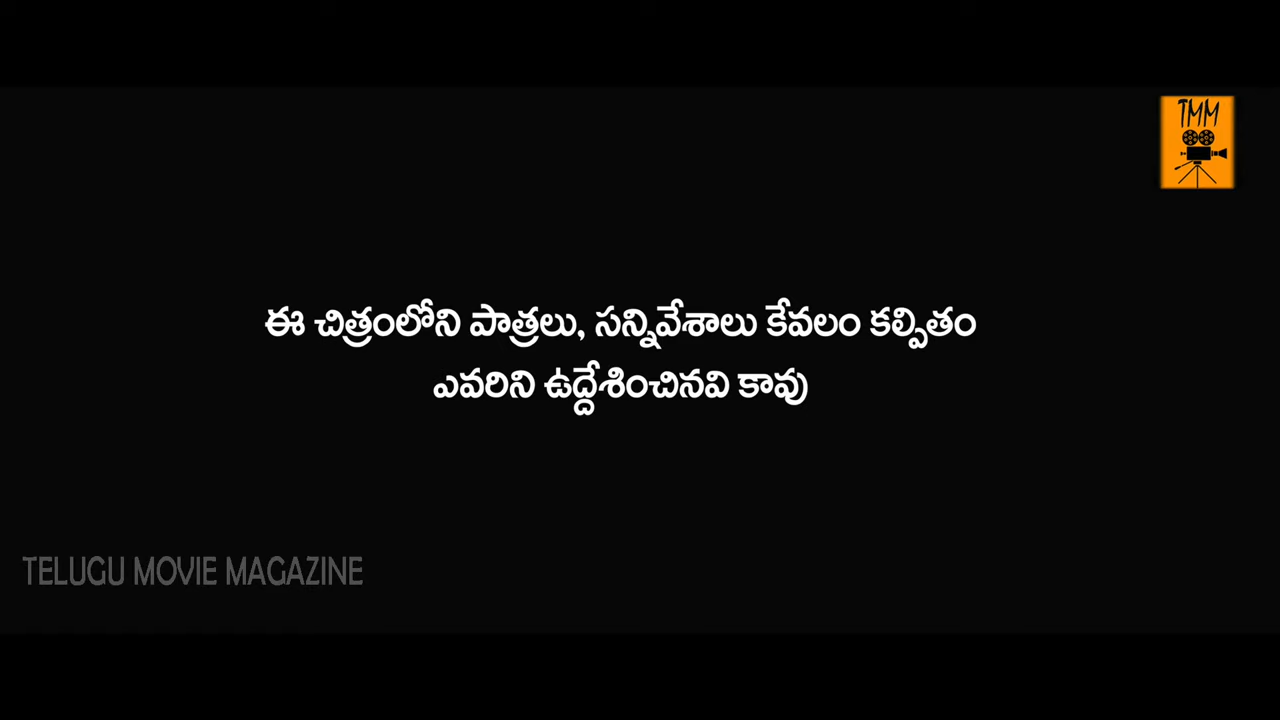 TMM
ఈ చిత్రంలోని పాత్రలు, సన్నివేశాలు కేవలం కల్పితం
ఎవరిని ఉద్దేశించినవి కావు
TELUGU MOVIE MAGAZINE